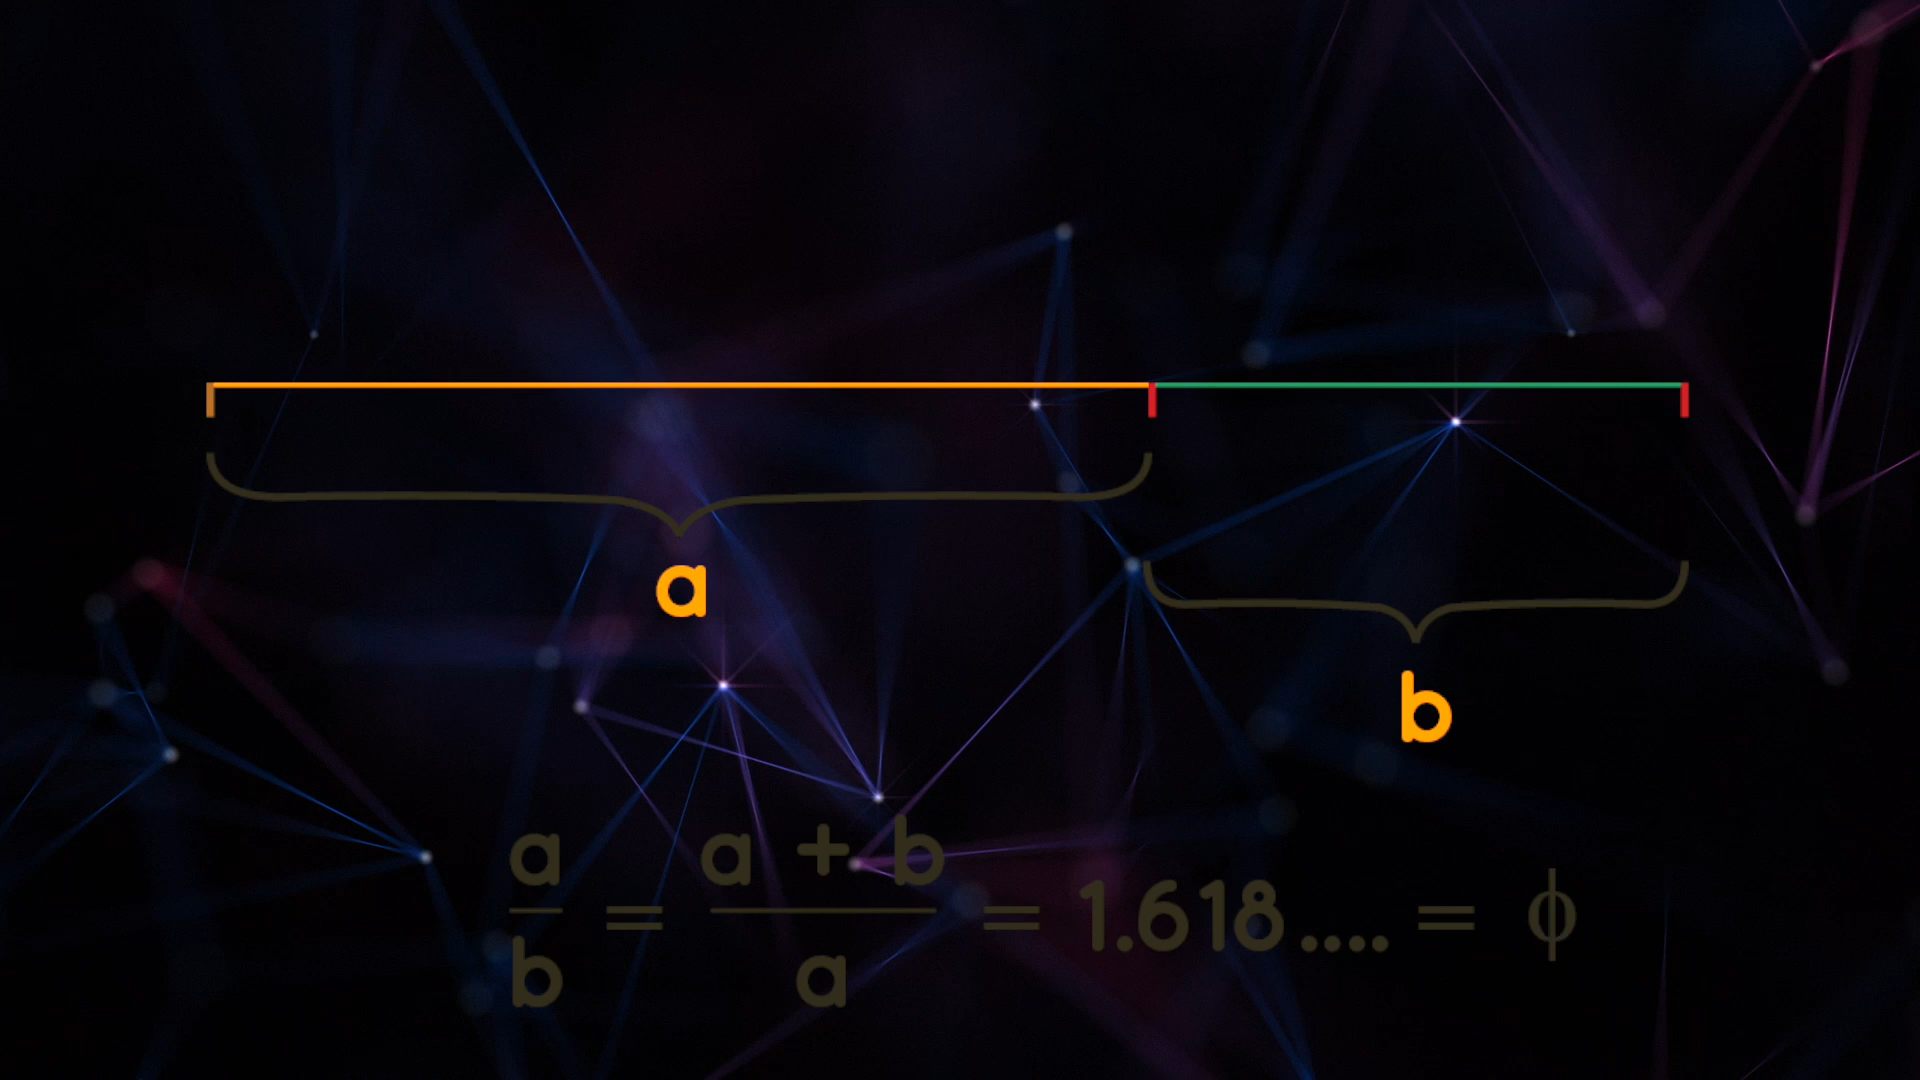 a
b
a/b = (a + b)/a = 1.618.... = ϕ